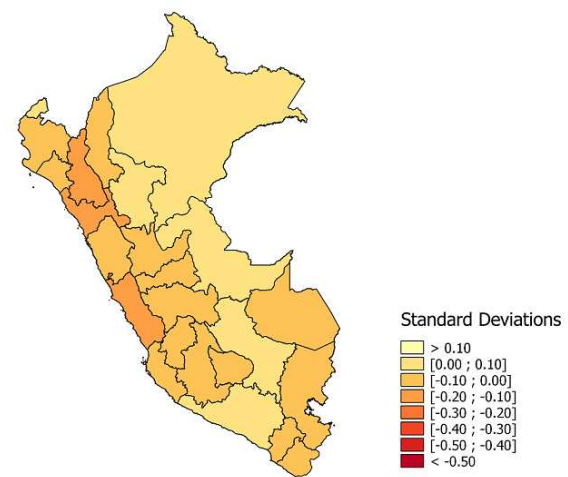 Standard Deviations
> 0.10
[0.00 ; 0.10]
[-0.10 ; 0.00]
[-0.20 ; -0.10]
[-0.30 ; -0.20]
[-0.40 ; -0.30]
[-0.50 ; -0.40]
< -0.50